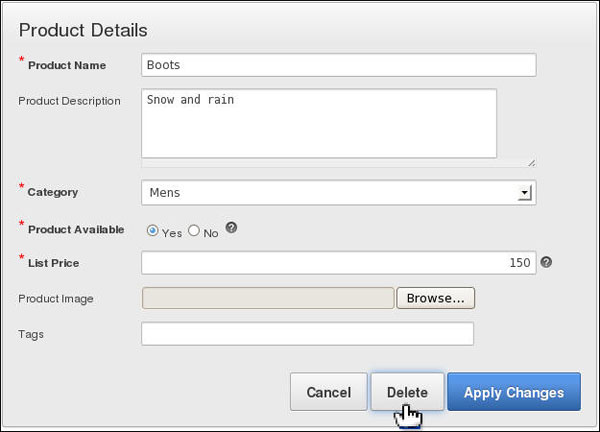 Product Details
* Product Name Boots
Product Description Snow and rain
* Category Mens
* Product Available Yes No ?
* List Price 150 ?
Product Image Browse...
Tags
Cancel Delete Apply Changes